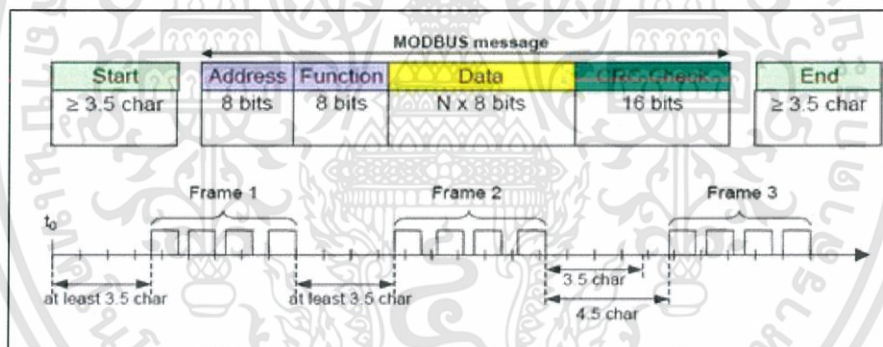 MODBUS message
Start Address Function Data CRC Check End
≥ 3.5 char 8 bits 8 bits N x 8 bits 16 bits ≥ 3.5 char
Frame 1 Frame 2 Frame 3
t0
at least 3.5 char at least 3.5 char 3.5 char
4.5 char